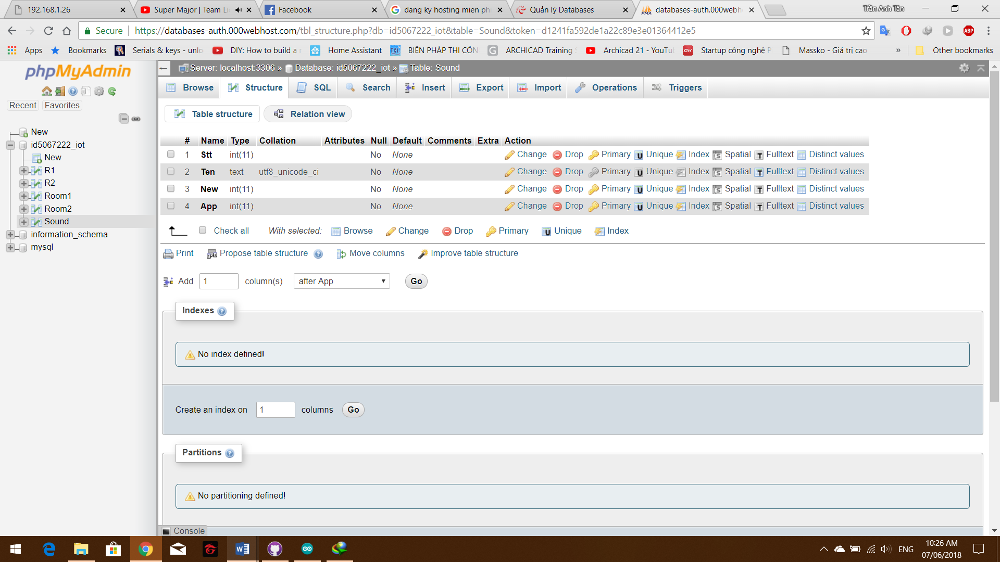 192.168.1.26
Super Major | Team Li
Facebook
dang ky hosting mien ph
Quản lý Databases
databases-auth.000webh
Trần Anh Tân
Secure
https://databases-auth.000webhost.com/tbl_structure.php?db=id5067222_iot&table=Sound&token=d1241fa592de1a22c89e3e01364412e5
Apps Bookmarks Serials & keys - unlo DIY: How to build a Home Assistant BIỆN PHÁP THI CÔN ARCHICAD Training Archicad 21 - YouTu Startup công nghệ P Massko - Giá trị cao » Other bookmarks
phpMyAdmin
Recent Favorites
New
id5067222_iot
New
R1
R2
Room1
Room2
Sound
information_schema
mysql
Server: localhost:3306 » Database: id5067222_iot » Table: Sound
Browse Structure SQL Search Insert Export Import Operations Triggers
Table structure Relation view
# Name Type Collation Attributes Null Default Comments Extra Action
1 Stt int(11) No None Change Drop Primary Unique Index Spatial Fulltext Distinct values
2 Ten text utf8_unicode_ci No None Change Drop Primary Unique Index Spatial Fulltext Distinct values
3 New int(11) No None Change Drop Primary Unique Index Spatial Fulltext Distinct values
4 App int(11) No None Change Drop Primary Unique Index Spatial Fulltext Distinct values
Check all With selected: Browse Change Drop Primary Unique Index
Print Propose table structure Move columns Improve table structure
Add 1 column(s) after App Go
Indexes
No index defined!
Create an index on 1 columns Go
Partitions
No partitioning defined!
Console
ENG
10:26 AM
07/06/2018